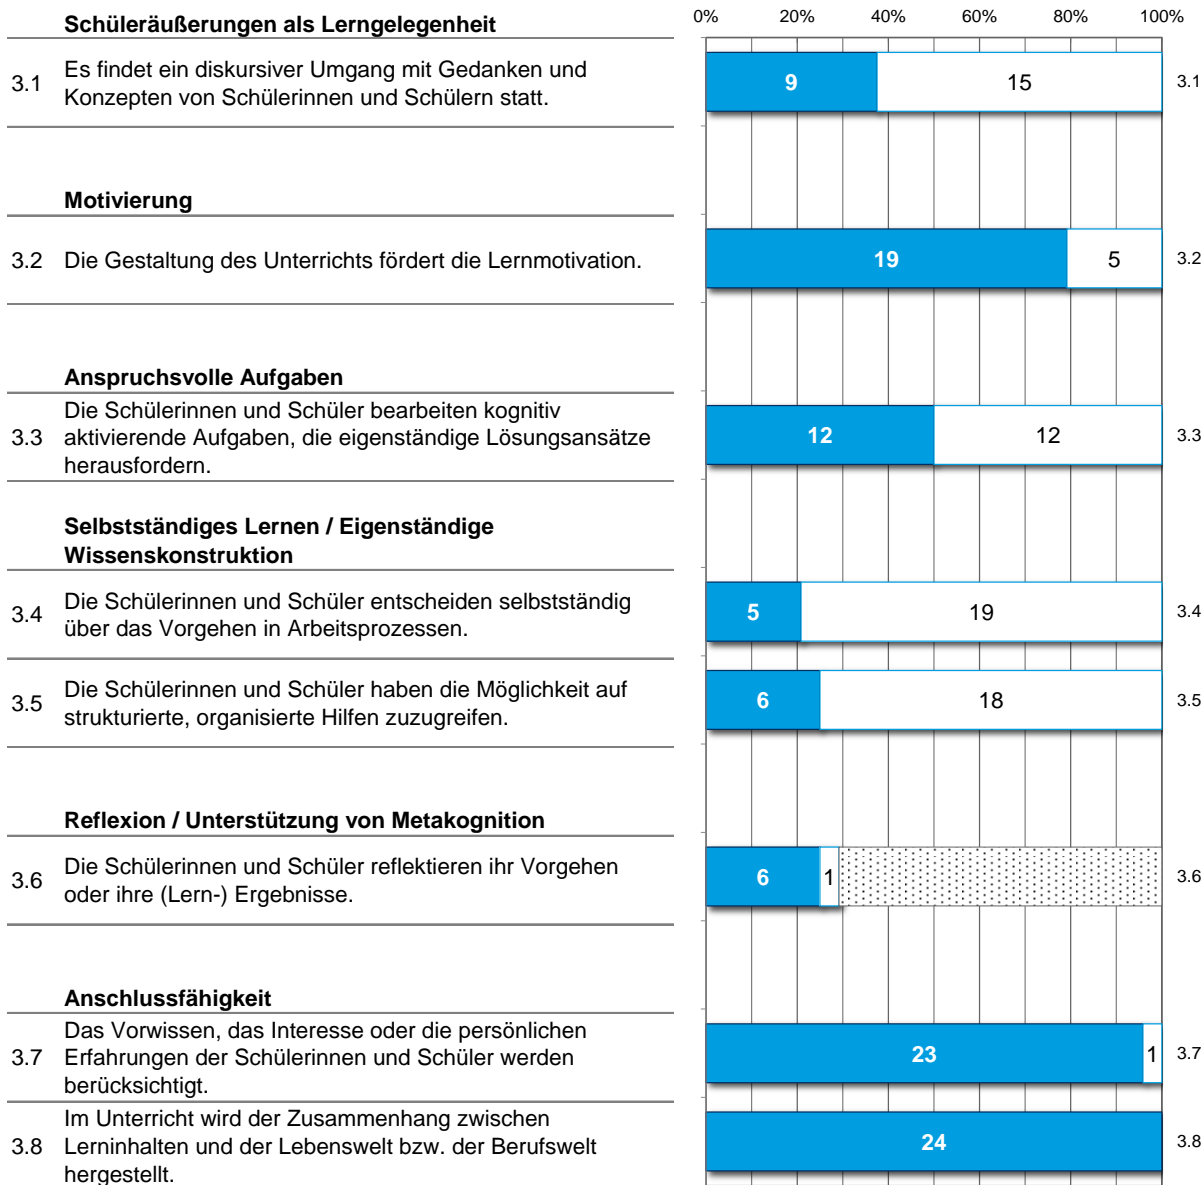 0% 20% 40% 60% 80% 100%
Schüleräußerungen als Lerngelegenheit
3.1 Es findet ein diskursiver Umgang mit Gedanken und
Konzepten von Schülerinnen und Schülern statt.
9 15 3.1
Motivierung
3.2 Die Gestaltung des Unterrichts fördert die Lernmotivation.
19 5 3.2
Anspruchsvolle Aufgaben
Die Schülerinnen und Schüler bearbeiten kognitiv
3.3 aktivierende Aufgaben, die eigenständige Lösungsansätze
herausfordern.
12 12 3.3
Selbstständiges Lernen / Eigenständige
Wissenskonstruktion
3.4 Die Schülerinnen und Schüler entscheiden selbstständig
über das Vorgehen in Arbeitsprozessen.
5 19 3.4
3.5 Die Schülerinnen und Schüler haben die Möglichkeit auf
strukturierte, organisierte Hilfen zuzugreifen.
6 18 3.5
Reflexion / Unterstützung von Metakognition
3.6 Die Schülerinnen und Schüler reflektieren ihr Vorgehen
oder ihre (Lern-) Ergebnisse.
6 1 3.6
Anschlussfähigkeit
Das Vorwissen, das Interesse oder die persönlichen
3.7 Erfahrungen der Schülerinnen und Schüler werden
berücksichtigt.
23 1 3.7
Im Unterricht wird der Zusammenhang zwischen
3.8 Lerninhalten und der Lebenswelt bzw. der Berufswelt
hergestellt.
24 3.8